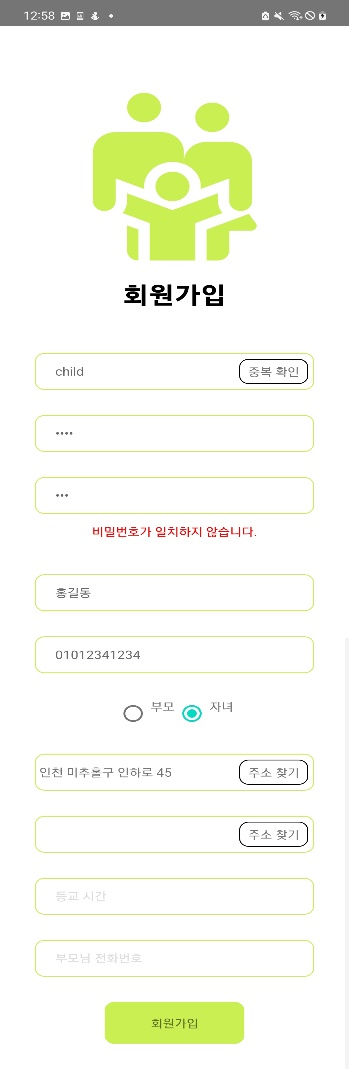 12:58
회원가입
child
중복 확인
••••
•••
비밀번호가 일치하지 않습니다.
홍길동
01012341234
부모
자녀
인천 미추홀구 인하로 45
주소 찾기
주소 찾기
등교 시간
부모님 전화번호
회원가입